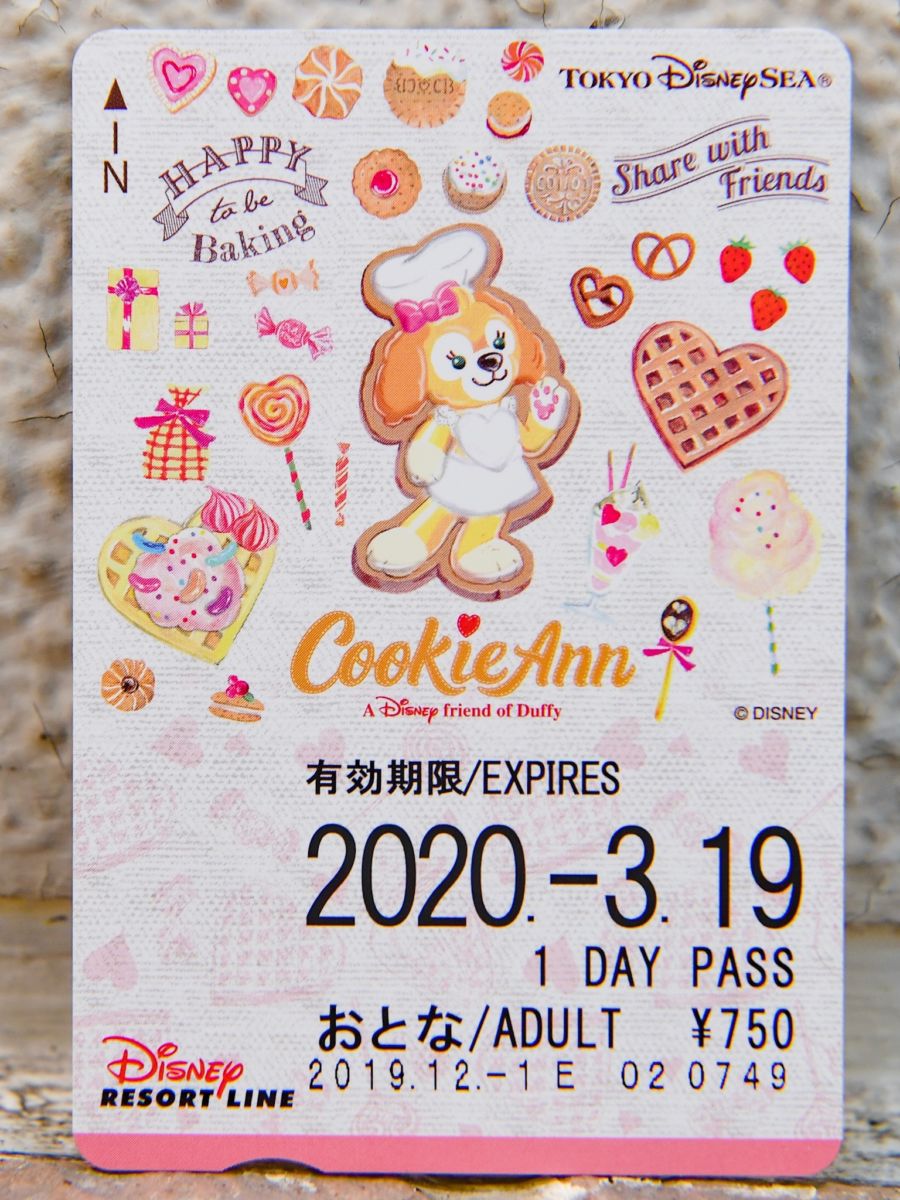 IN
TOKYO DisneySEA®
HAPPY
to be
Baking
Share with
Friends
CookieAnn
A Disney friend of Duffy
© DISNEY
有効期限/EXPIRES
2020.-3.19
1 DAY PASS
おとな/ADULT ¥750
2019.12.-1 E 02 0749
Disney
RESORT LINE